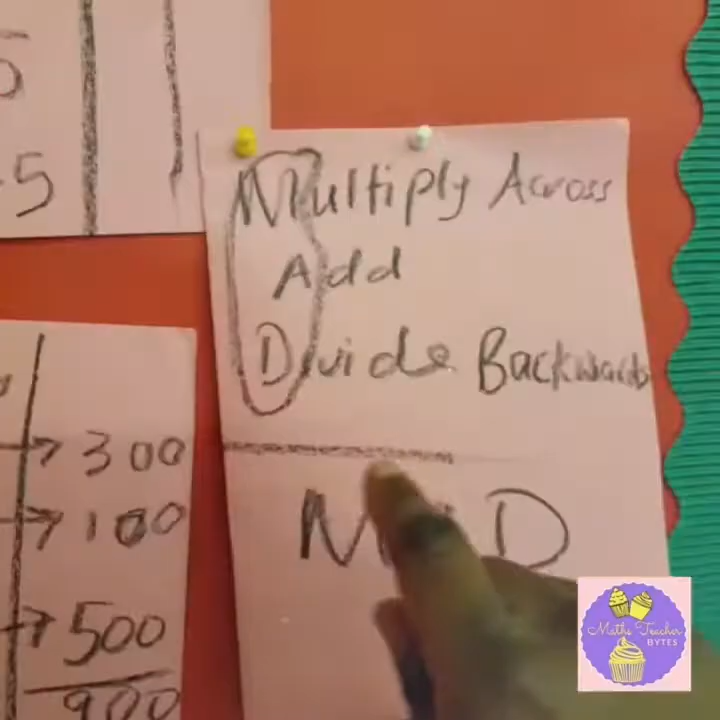 5
5
Multiply Across
Add
Divide Backwards
→ 300
→ 100
→ 500
900
M D
Maths Teacher
BYTES